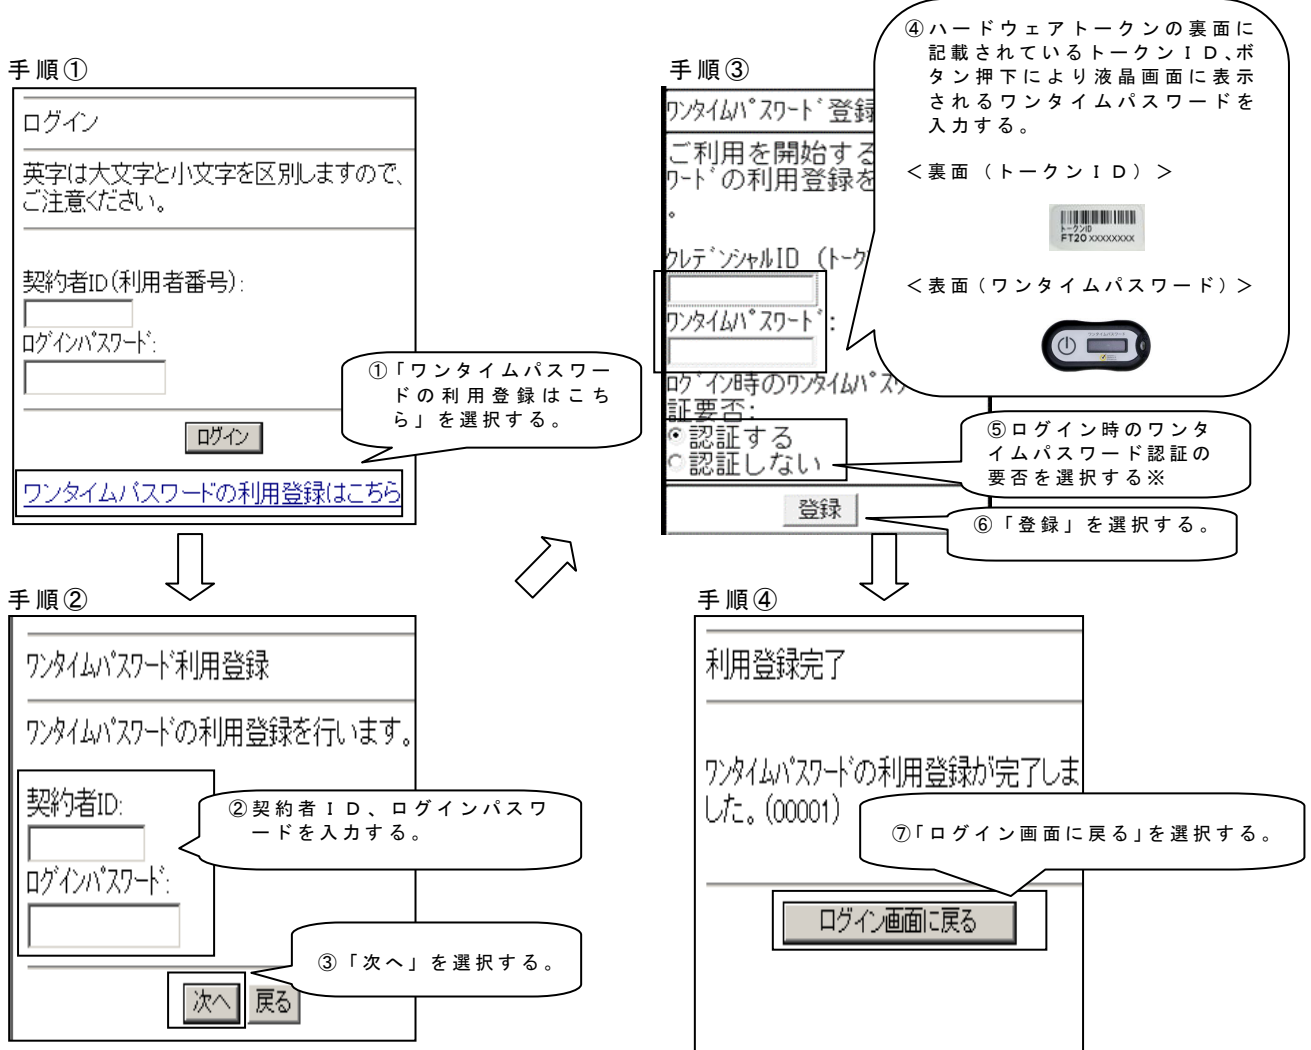 手順①
ログイン
英字は大文字と小文字を区別しますので、
ご注意ください。
契約者ID(利用者番号):
ログインパスワード:
ログイン
ワンタイムパスワードの利用登録はこちら
①「ワンタイムパスワー
ドの利用登録はこち
ら」を選択する。
手順②
ワンタイムパスワード利用登録
ワンタイムパスワードの利用登録を行います。
契約者ID:
ログインパスワード:
次へ
戻る
②契約者ID、ログインパスワ
ードを入力する。
③「次へ」を選択する。
手順③
ワンタイムパスワード登録
ご利用を開始する
ワードの利用登録を
。
クレデンシャルID (トーク
ワンタイムパスワード:
ログイン時のワンタイムパスワ
証要否:
認証する
認証しない
登録
④ハードウェアトークンの裏面に
記載されているトークンID、ボ
タン押下により液晶画面に表示
されるワンタイムパスワードを
入力する。
<裏面(トークンID)>
トークンID
FT20 XXXXXXXX
<表面(ワンタイムパスワード)>
ワンタイムパスワード
⑤ログイン時のワンタ
イムパスワード認証の
要否を選択する※
⑥「登録」を選択する。
手順④
利用登録完了
ワンタイムパスワードの利用登録が完了しま
した。(00001)
⑦「ログイン画面に戻る」を選択する。
ログイン画面に戻る